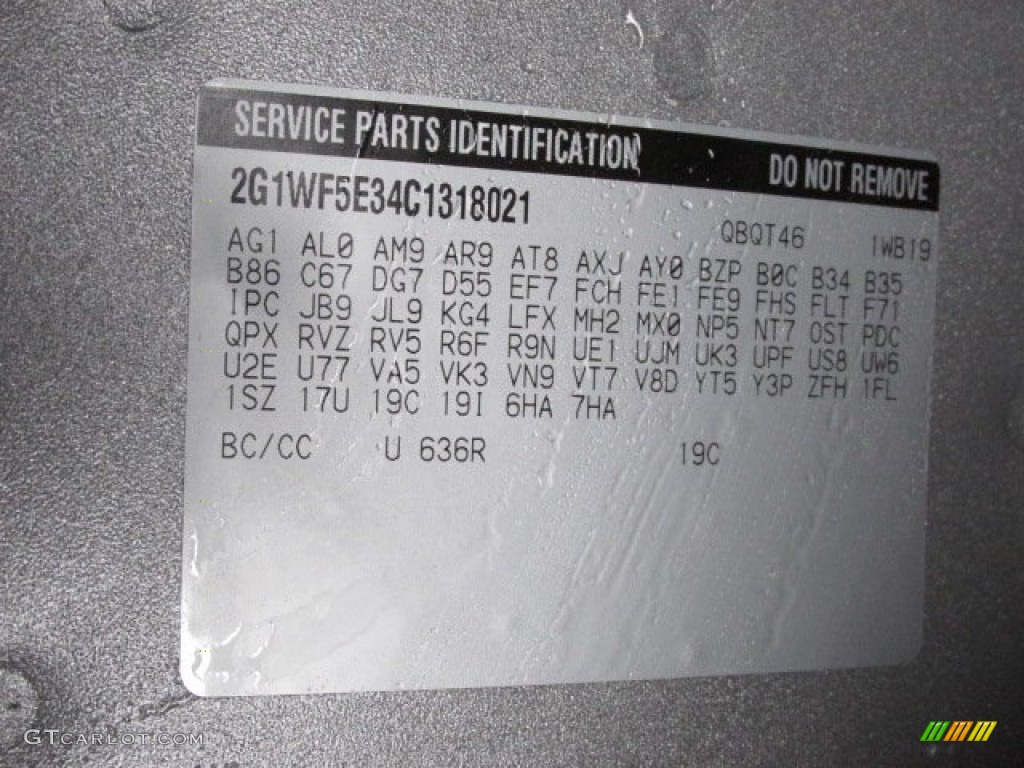 SERVICE PARTS IDENTIFICATION DO NOT REMOVE
2G1WF5E34C1318021
QBQT46 1WB19
AG1 AL0 AM9 AR9 AT8 AXJ AY0 BZP B0C B34 B35
B86 C67 DG7 D55 EF7 FCH FE1 FE9 FHS FLT F71
IPC JB9 JL9 KG4 LFX MH2 MX0 NP5 NT7 OST PDC
QPX RVZ RV5 R6F R9N UE1 UJM UK3 UPF US8 UW6
U2E U77 VA5 VK3 VN9 VT7 V8D YT5 Y3P ZFH 1FL
1SZ 17U 19C 19I 6HA 7HA
BC/CC U 636R 19C
GTCARLOT.COM